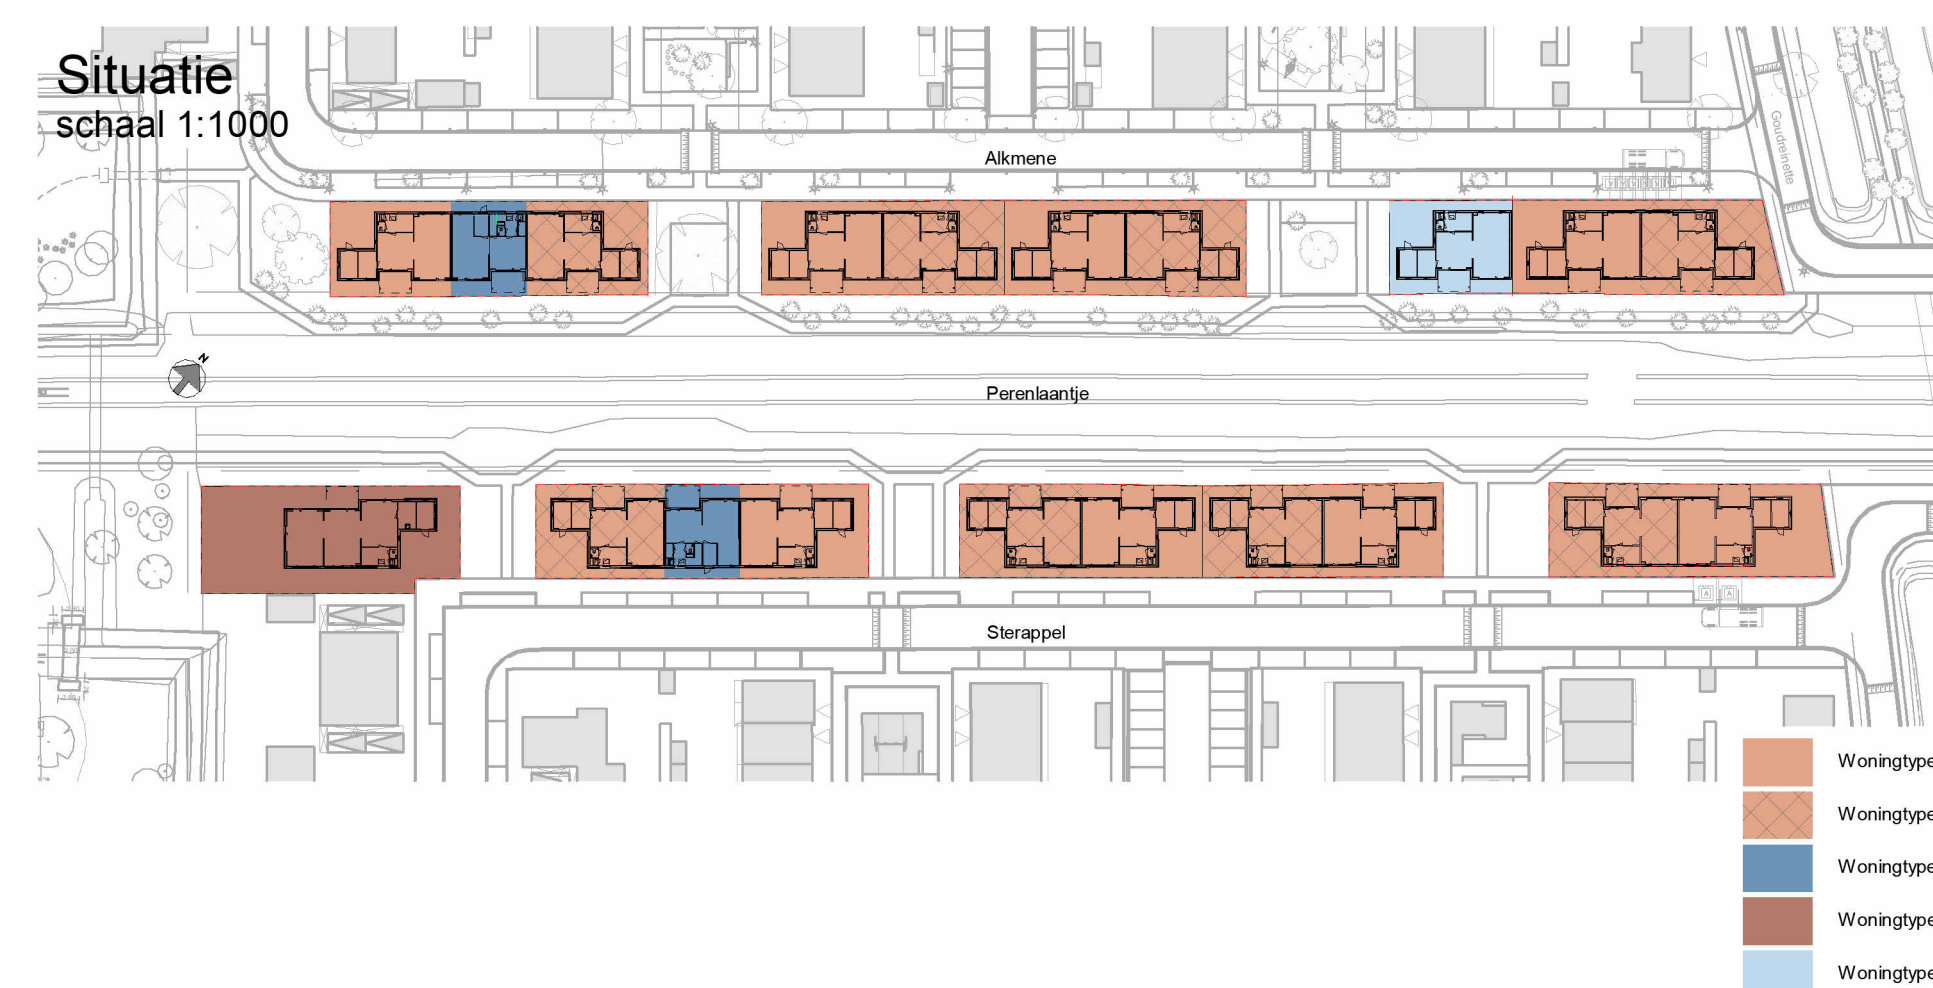 Situatie
schaal 1:1000
Alkmene
Goudreinette
N
Perenlaantje
Sterappel
Woningtype
Woningtype
Woningtype
Woningtype
Woningtype